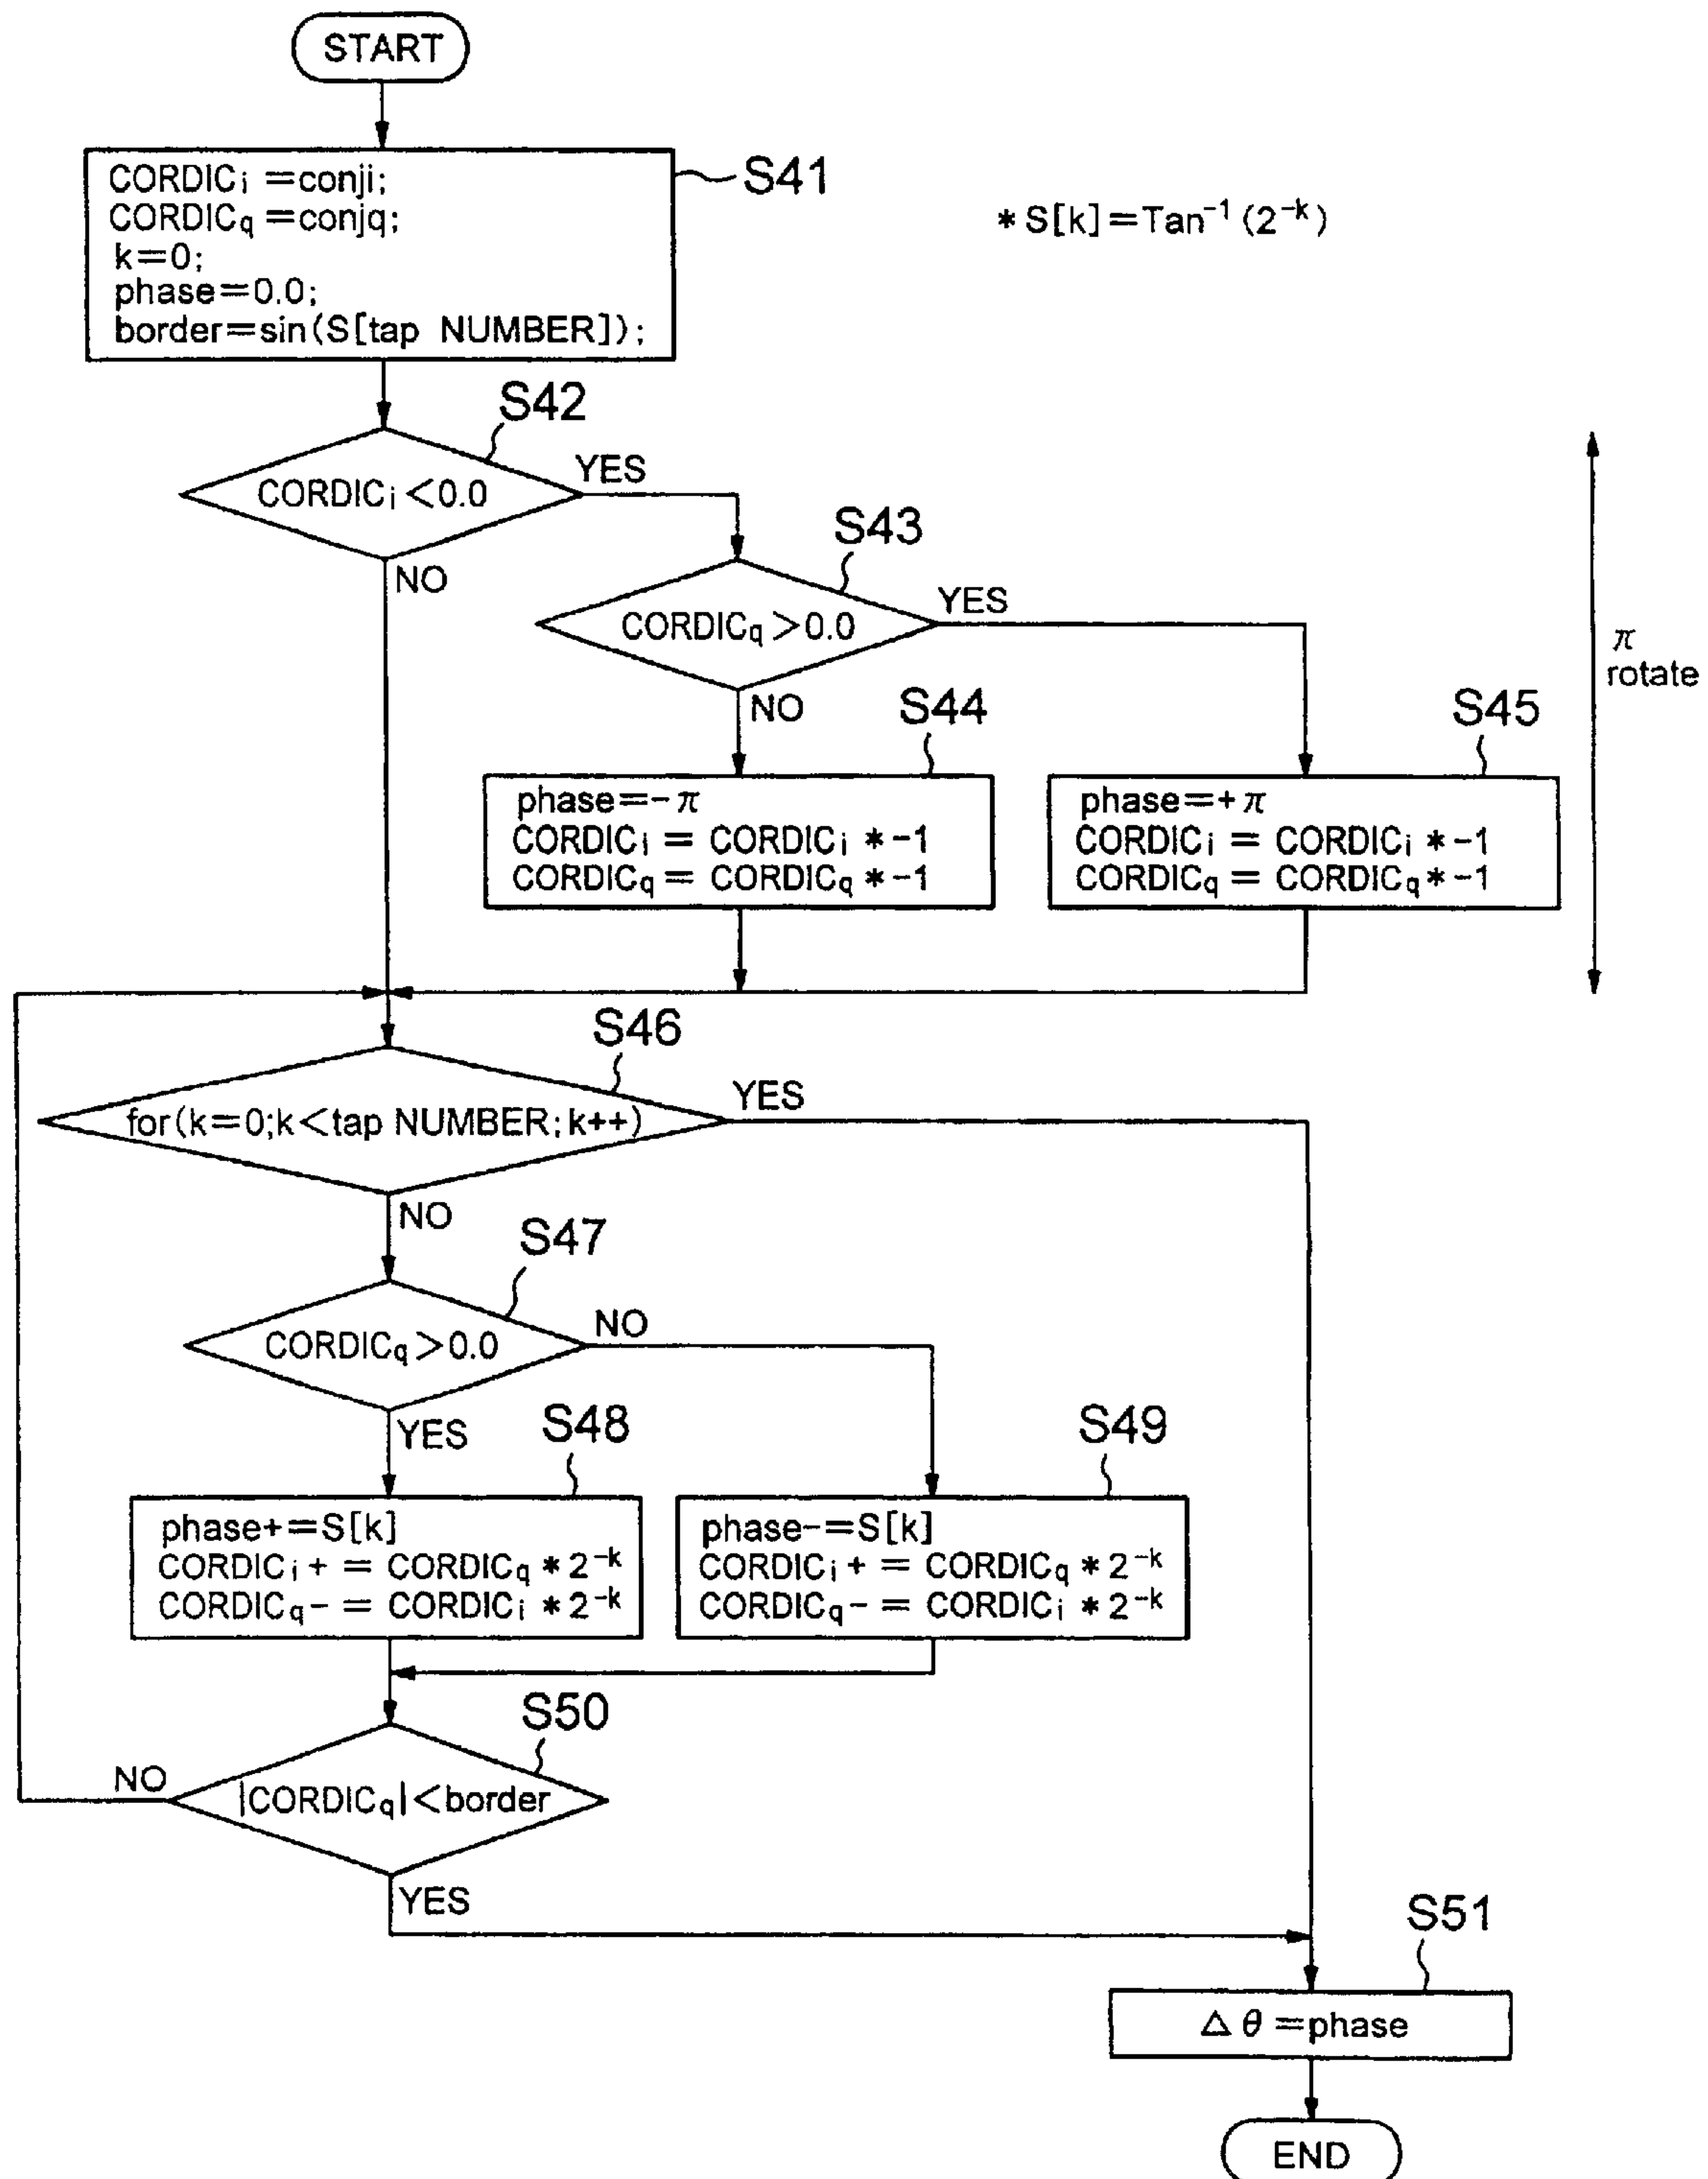 START
CORDICi=conji;
CORDICq=conjq;
k=0;
phase=0.0;
border=sin(S[tap NUMBER]);
S41
*S[k]=Tan⁻¹(2⁻ᵏ)
S42
CORDICi<0.0
YES
NO
S43
CORDICq>0.0
YES
NO
π
rotate
S44
phase=-π
CORDICi = CORDICi *-1
CORDICq = CORDICq *-1
S45
phase=+π
CORDICi = CORDICi *-1
CORDICq = CORDICq *-1
S46
for(k=0;k<tap NUMBER;k++)
YES
NO
S47
CORDICq>0.0
NO
YES
S48
phase+=S[k]
CORDICi+ = CORDICq *2⁻ᵏ
CORDICq- = CORDICi *2⁻ᵏ
S49
phase-=S[k]
CORDICi+ = CORDICq *2⁻ᵏ
CORDICq- = CORDICi *2⁻ᵏ
S50
|CORDICq|<border
NO
YES
S51
Δθ=phase
END